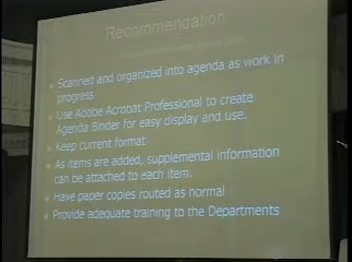 Recommendation
Scanned and organized into agenda as work in
progress
Use Adobe Acrobat Professional to create
Agenda Binder for easy display and use.
Keep current format
As items are added, supplemental information
can be attached to each item.
Have paper copies routed as normal
Provide adequate training to the Departments